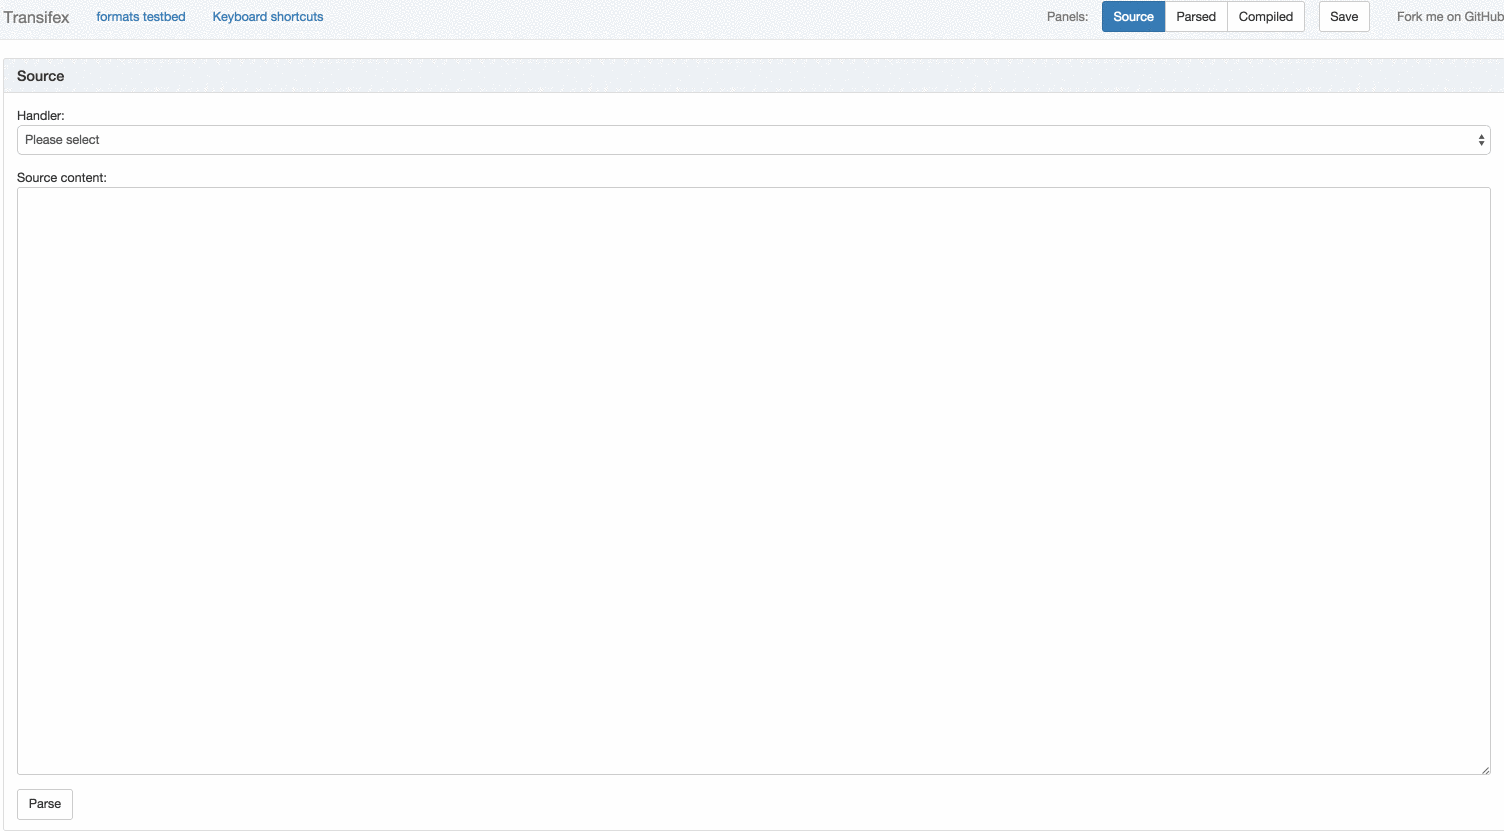 Transifex formats testbed Keyboard shortcuts Panels: Source Parsed Compiled Save Fork me on GitHub
Source
Handler:
Please select
Source content:
Parse